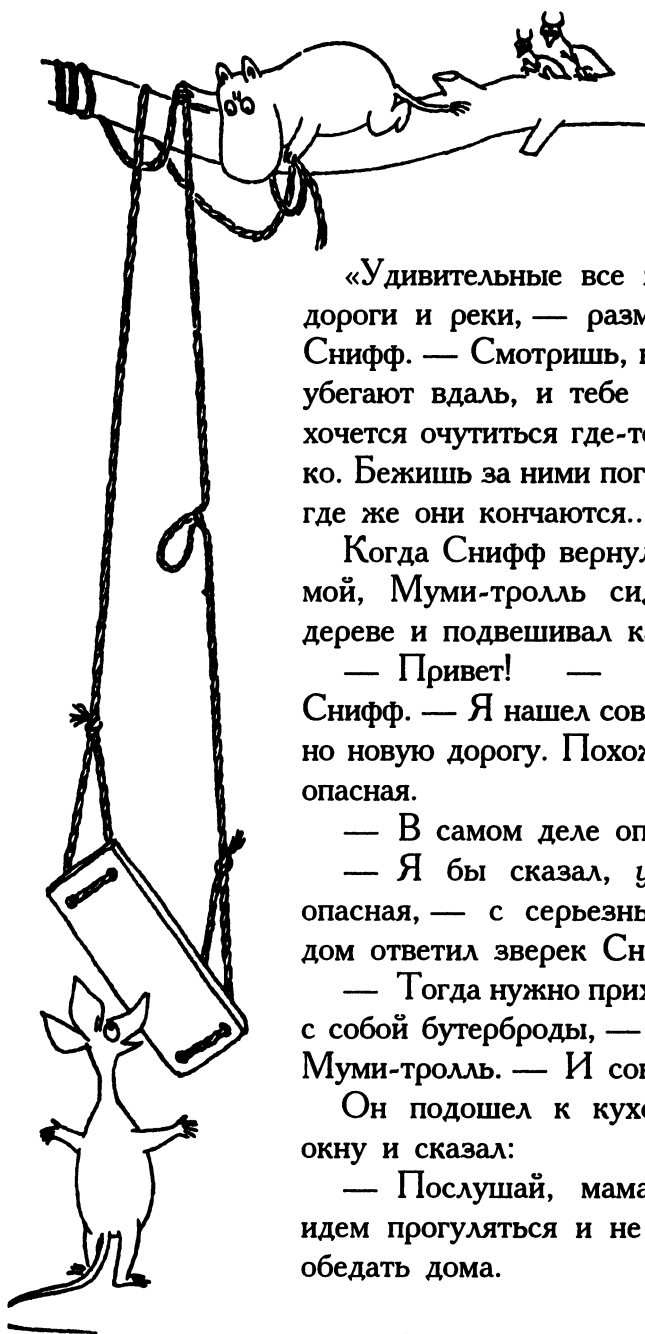 «Удивительные все
дороги и реки, — разм
Снифф. — Смотришь,
убегают вдаль, и тебе
хочется очутиться где-то
ко. Бежишь за ними пог
где же они кончаются..
Когда Снифф вернул
мой, Муми-тролль си
дереве и подвешивал к
— Привет! —
Снифф. — Я нашел сов
но новую дорогу. Похо
опасная.
— В самом деле оп
— Я бы сказал, у
опасная, — с серьезн
дом ответил зверек Сн
— Тогда нужно при
с собой бутерброды, —
Муми-тролль. — И со
Он подошел к кухо
окну и сказал:
— Послушай, мама
идем прогуляться и не
обедать дома.